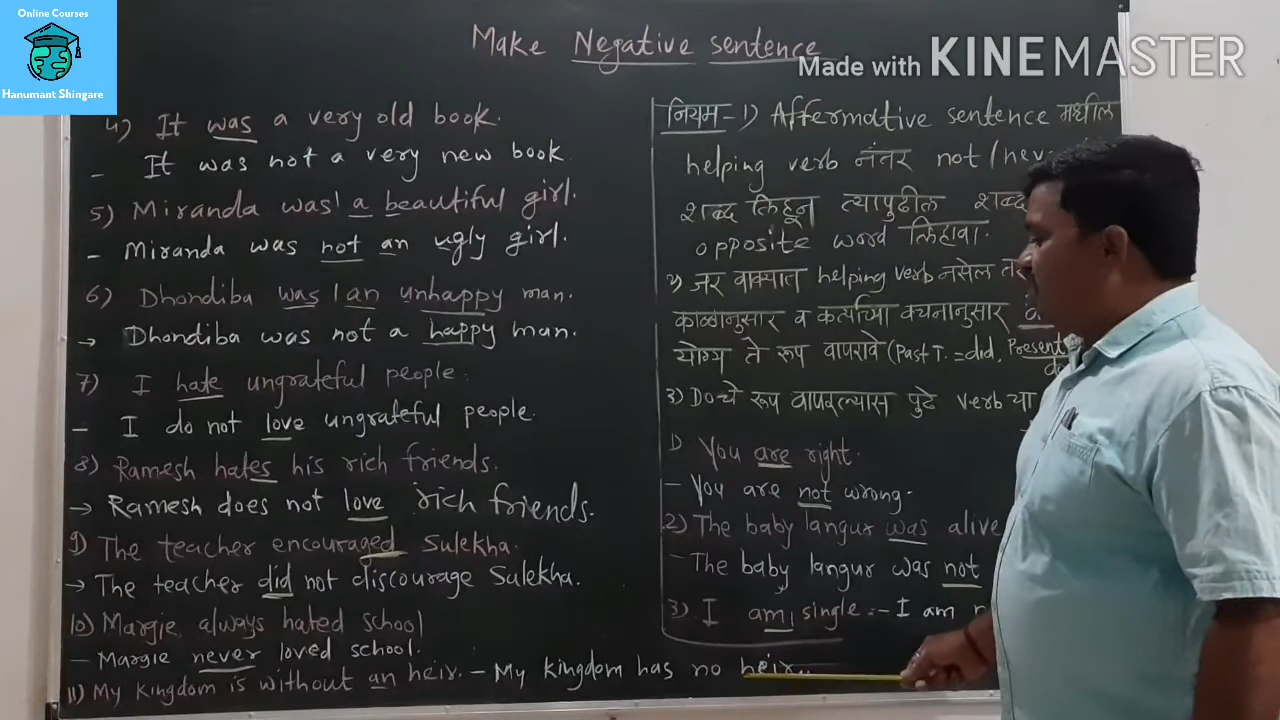 Online Courses
Hanumant Shingare
Made with KINEMASTER
Make Negative sentence
4) It was a very old book.
- It was not a very new book.
5) Miranda was a beautiful girl.
- Miranda was not an ugly girl.
6) Dhondiba was an unhappy man.
→ Dhondiba was not a happy man.
7) I hate ungrateful people.
- I do not love ungrateful people.
8) Ramesh hates his rich friends.
→ Ramesh does not love rich friends.
9) The teacher encouraged Sulekha.
→ The teacher did not discourage Sulekha.
10) Margie always hated school
- Margie never loved school.
11) My kingdom is without an heir. - My kingdom has no heir.
नियम - 1) Affermative sentence मधील
helping verb नंतर not /
शब्द लिहून त्यापुढील शब्द
opposite word लिहावा.
२) जर वाक्यात helping verb नसेल
काळानुसार व कर्त्याच्या वचनानुसार
योग्य ते रूप वापरावे (Past T. = did, Present
3) Do चे रूप वापरल्यास पुढे verb च्या
1) You are right.
- You are not wrong.
2) The baby langur was alive
- The baby langur was not
3) I am single :- I am